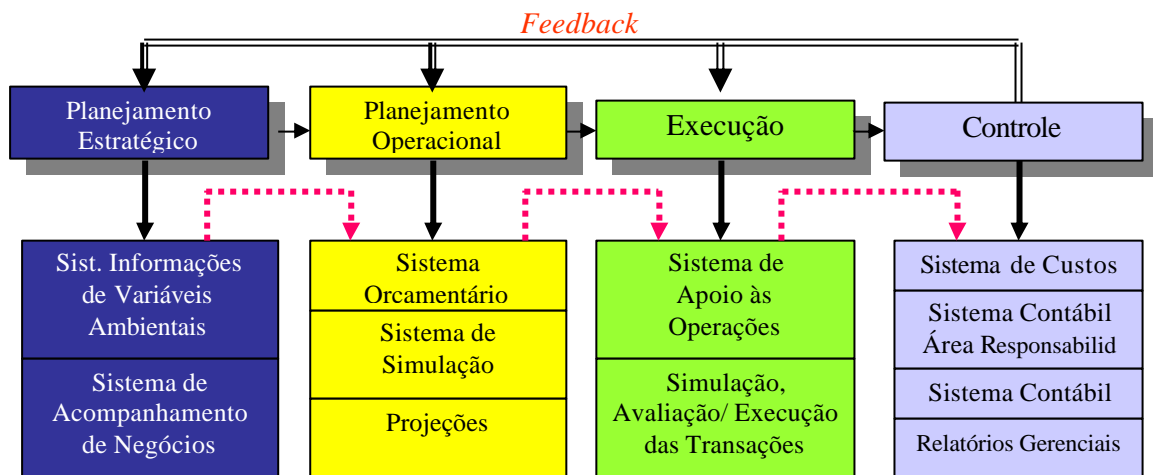 Feedback
Planejamento
Estratégico
Planejamento
Operacional
Execução
Controle
Sist. Informações
de Variáveis
Ambientais
Sistema de
Acompanhamento
de Negócios
Sistema
Orcamentário
Sistema de
Simulação
Projeções
Sistema de
Apoio às
Operações
Simulação,
Avaliação/ Execução
das Transações
Sistema de Custos
Sistema Contábil
Área Responsabilid
Sistema Contábil
Relatórios Gerenciais